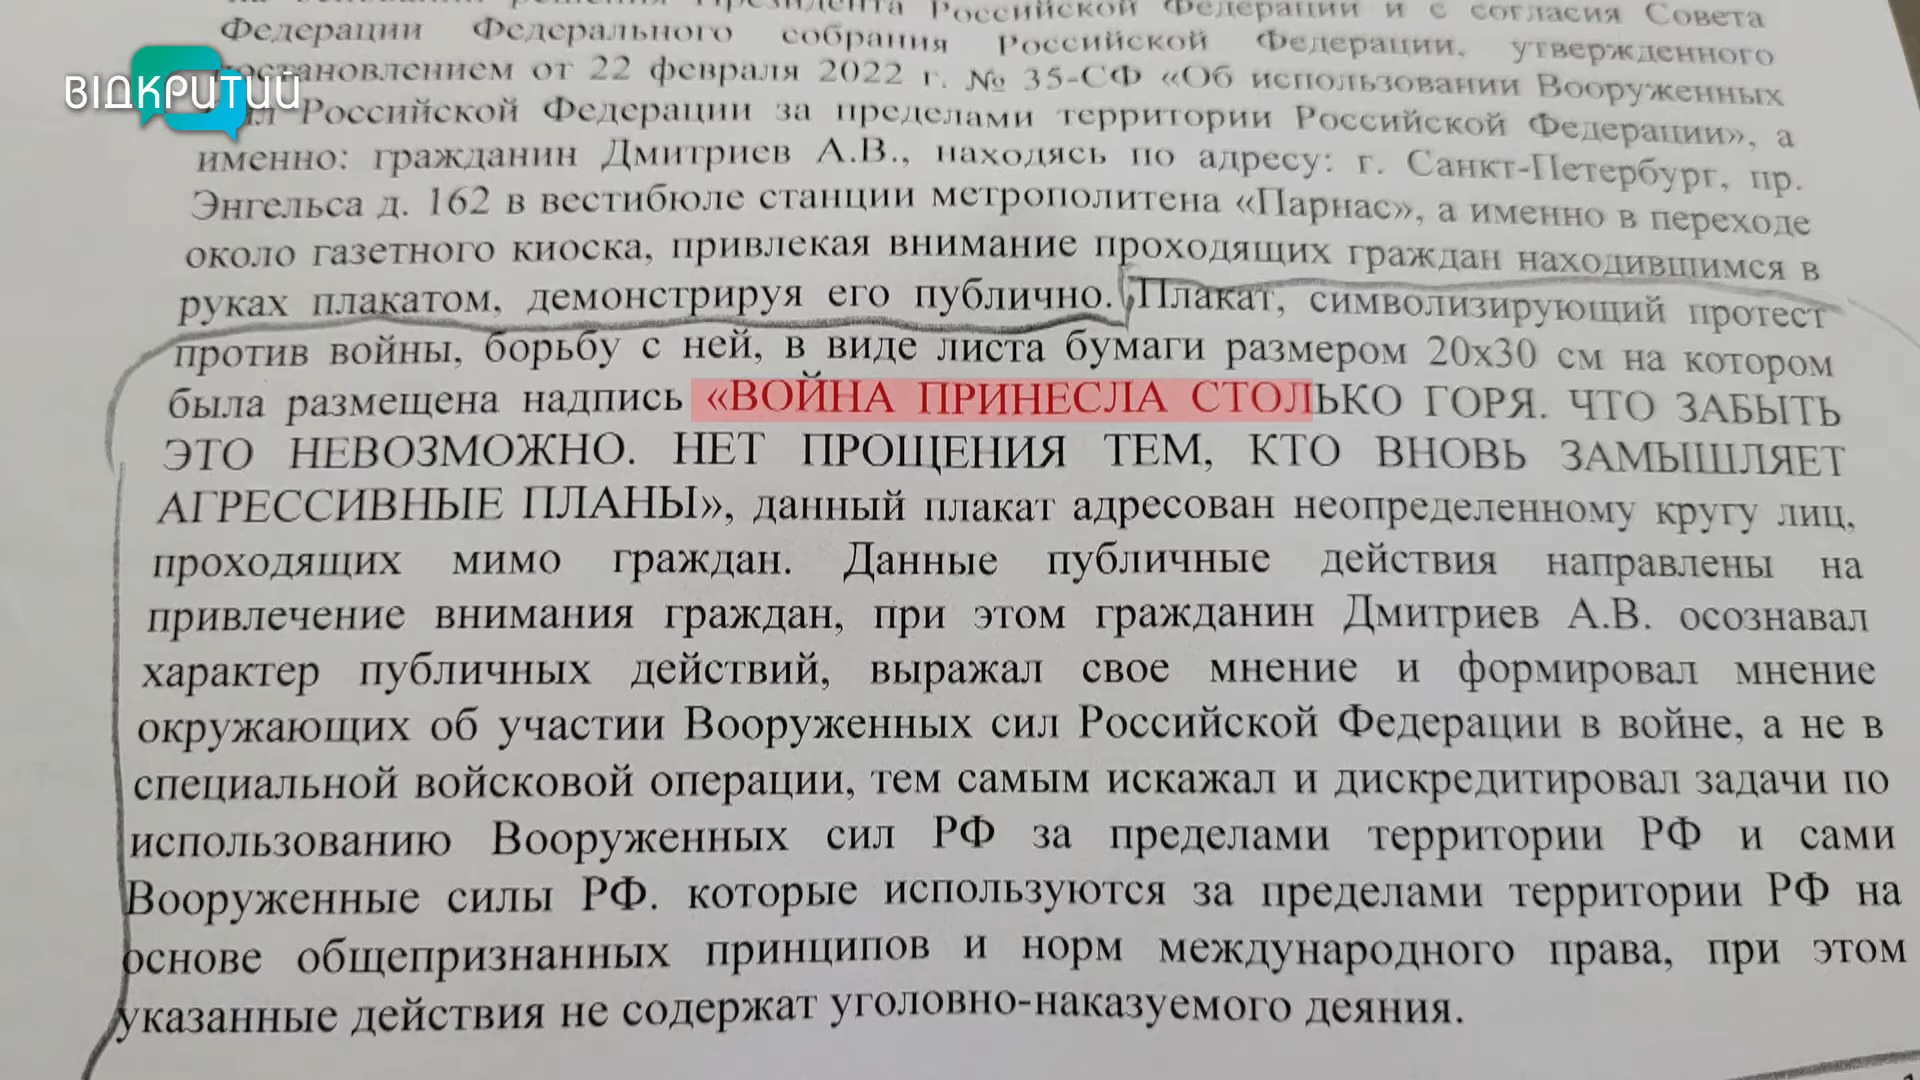 на основании решения Президента Российской Федерации и с согласия Совета
Федерации Федерального собрания Российской Федерации, утвержденного
постановлением от 22 февраля 2022 г. № 35-СФ «Об использовании Вооруженных
Сил Российской Федерации за пределами территории Российской Федерации», а
именно: гражданин Дмитриев А.В., находясь по адресу: г. Санкт-Петербург, пр.
Энгельса д. 162 в вестибюле станции метрополитена «Парнас», а именно в переходе
около газетного киоска, привлекая внимание проходящих граждан находившимся в
руках плакатом, демонстрируя его публично. Плакат, символизирующий протест
против войны, борьбу с ней, в виде листа бумаги размером 20х30 см на котором
была размещена надпись «ВОЙНА ПРИНЕСЛА СТОЛЬКО ГОРЯ. ЧТО ЗАБЫТЬ
ЭТО НЕВОЗМОЖНО. НЕТ ПРОЩЕНИЯ ТЕМ, КТО ВНОВЬ ЗАМЫШЛЯЕТ
АГРЕССИВНЫЕ ПЛАНЫ», данный плакат адресован неопределенному кругу лиц,
проходящих мимо граждан. Данные публичные действия направлены на
привлечение внимания граждан, при этом гражданин Дмитриев А.В. осознавал
характер публичных действий, выражал свое мнение и формировал мнение
окружающих об участии Вооруженных сил Российской Федерации в войне, а не в
специальной войсковой операции, тем самым искажал и дискредитировал задачи по
использованию Вооруженных сил РФ за пределами территории РФ и сами
Вооруженные силы РФ. которые используются за пределами территории РФ на
основе общепризнанных принципов и норм международного права, при этом
указанные действия не содержат уголовно-наказуемого деяния.
ВІДКРИТИЙ